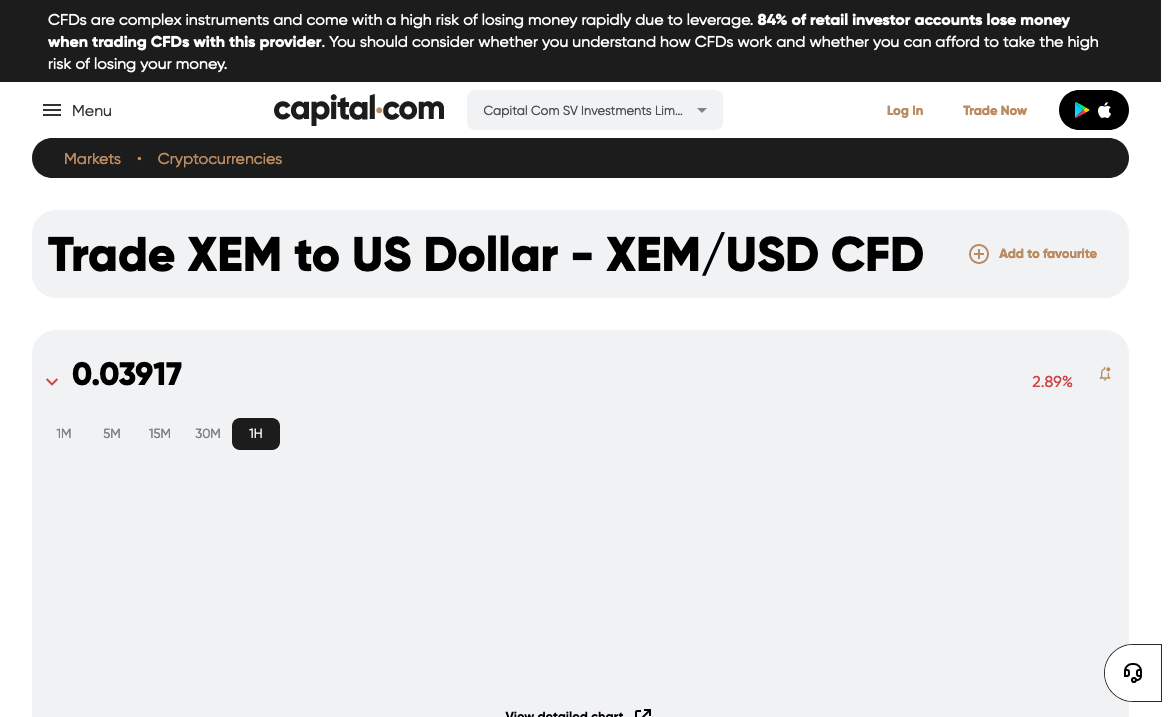 CFDs are complex instruments and come with a high risk of losing money rapidly due to leverage. 84% of retail investor accounts lose money
when trading CFDs with this provider. You should consider whether you understand how CFDs work and whether you can afford to take the high
risk of losing your money.
Menu
capital.com
Capital Com SV Investments Lim...
Log In
Trade Now
Markets • Cryptocurrencies
Trade XEM to US Dollar - XEM/USD CFD
Add to favourite
0.03917
2.89%
1M 5M 15M 30M 1H
View detailed chart